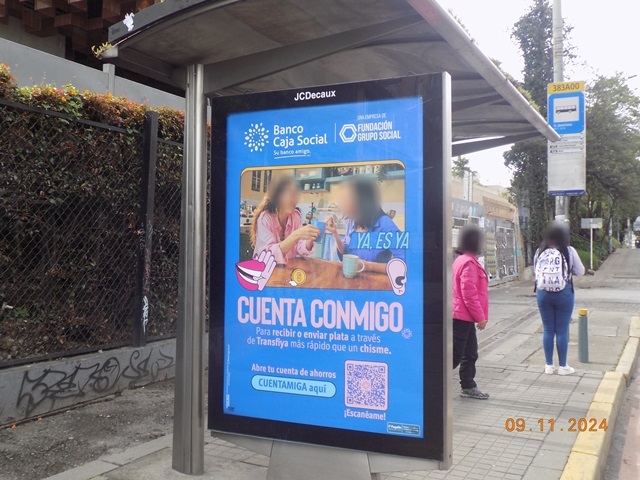 JCDecaux
Banco
Caja Social
Su banco amigo.
UNA EMPRESA DE
FUNDACIÓN
GRUPO SOCIAL
YA, ES YA
CUENTA CONMIGO
Para recibir o enviar plata a través
de Transfiya más rápido que un chisme.
Abre tu cuenta de ahorros
CUENTAMIGA aquí
¡Escanéame!
383A00
09.11.2024